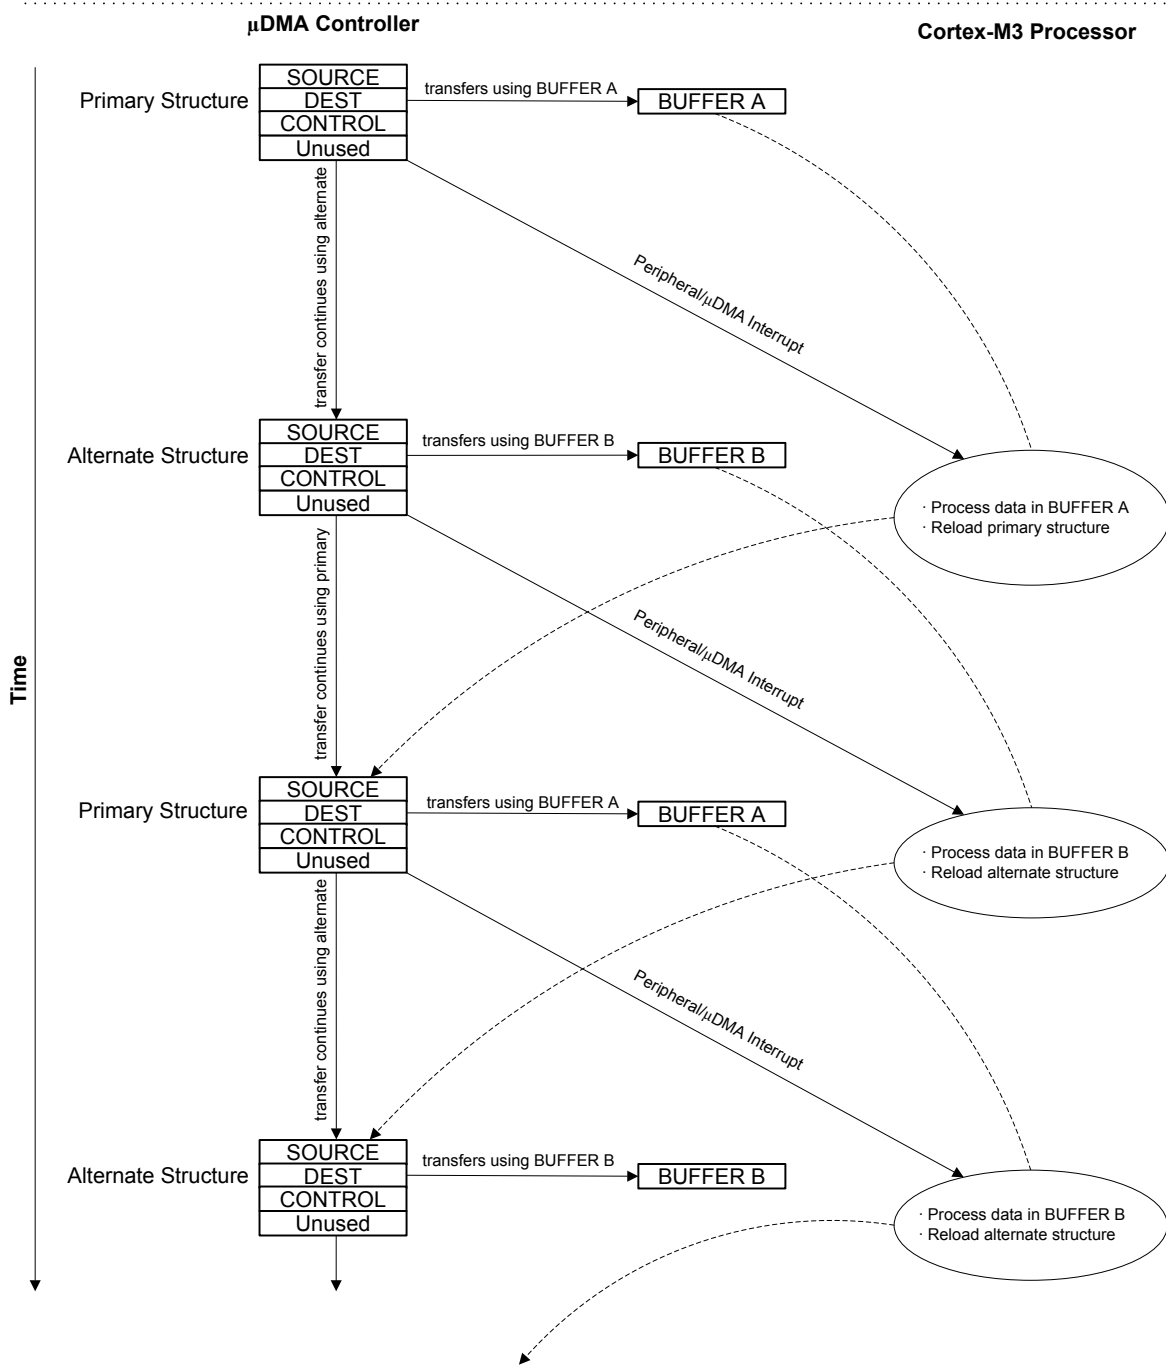 μDMA Controller
Cortex-M3 Processor
Time
Primary Structure
SOURCE
DEST
CONTROL
Unused
transfers using BUFFER A
BUFFER A
transfer continues using alternate
Peripheral/μDMA Interrupt
Alternate Structure
SOURCE
DEST
CONTROL
Unused
transfers using BUFFER B
BUFFER B
· Process data in BUFFER A
· Reload primary structure
transfer continues using primary
Peripheral/μDMA Interrupt
Primary Structure
SOURCE
DEST
CONTROL
Unused
transfers using BUFFER A
BUFFER A
· Process data in BUFFER B
· Reload alternate structure
transfer continues using alternate
Peripheral/μDMA Interrupt
Alternate Structure
SOURCE
DEST
CONTROL
Unused
transfers using BUFFER B
BUFFER B
· Process data in BUFFER B
· Reload alternate structure